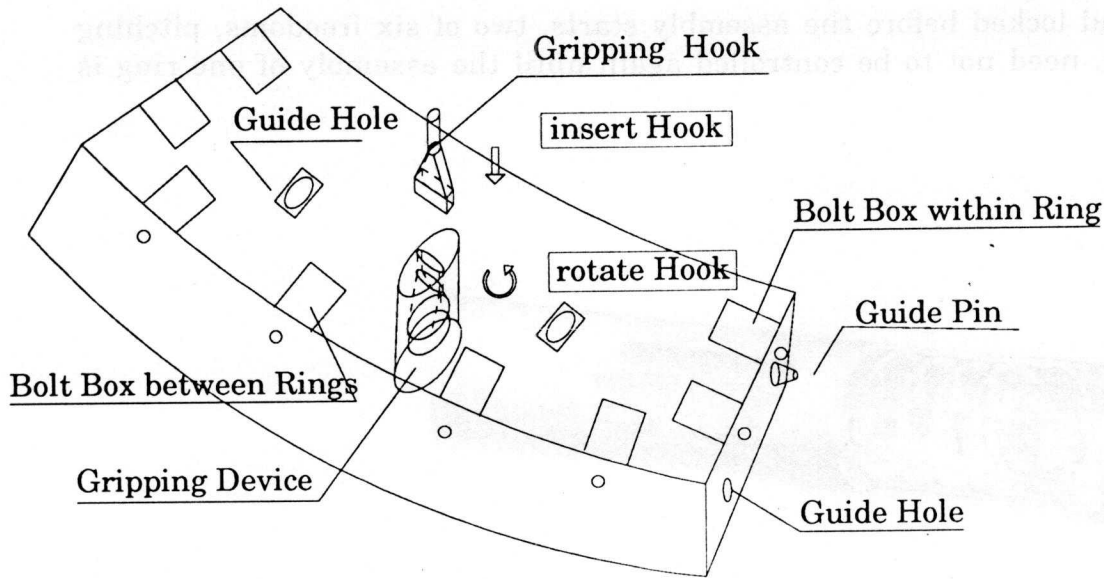 Gripping Hook
Guide Hole
insert Hook
Bolt Box within Ring
rotate Hook
Guide Pin
Bolt Box between Rings
Gripping Device
Guide Hole